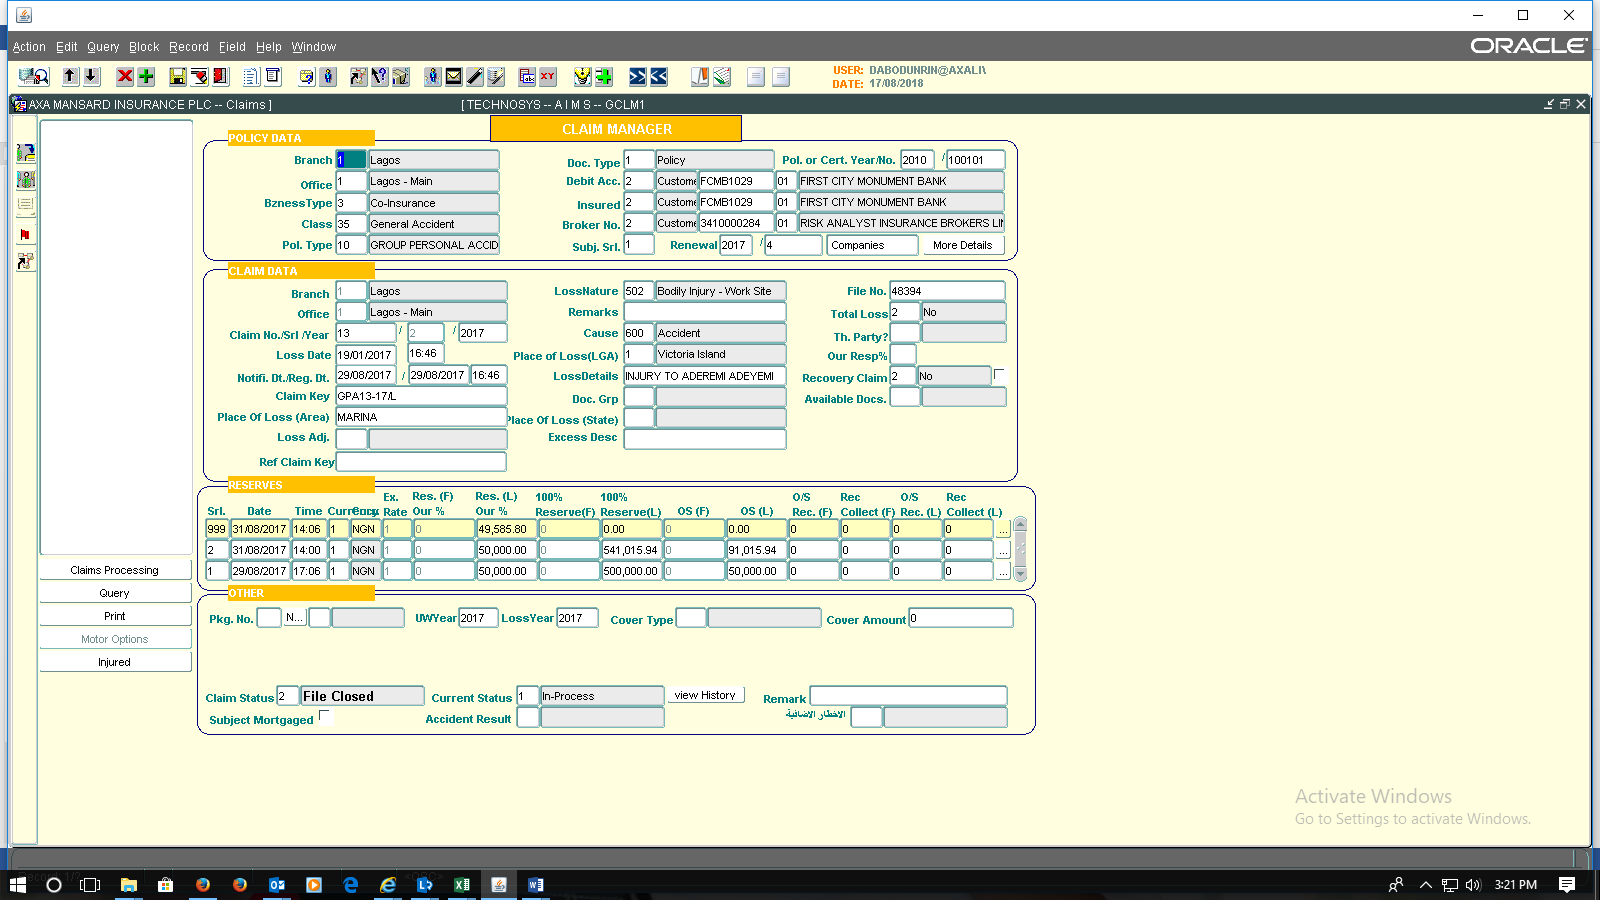 Action Edit Query Block Record Field Help Window
ORACLE
USER: DABODUNRIN@AXALI\
DATE: 17/08/2018
AXA MANSARD INSURANCE PLC -- Claims ] [ TECHNOSYS -- A I M S -- GCLM1
CLAIM MANAGER
POLICY DATA
Branch 1 Lagos Doc. Type 1 Policy Pol. or Cert. Year/No. 2010 / 100101
Office 1 Lagos - Main Debit Acc. 2 Custome FCMB1029 01 FIRST CITY MONUMENT BANK
BznessType 3 Co-Insurance Insured 2 Custome FCMB1029 01 FIRST CITY MONUMENT BANK
Class 35 General Accident Broker No. 2 Custome 3410000284 01 RISK ANALYST INSURANCE BROKERS LI
Pol. Type 10 GROUP PERSONAL ACCID Subj. Srl. 1 Renewal 2017 / 4 Companies More Details
CLAIM DATA
Branch 1 Lagos LossNature 502 Bodily Injury - Work Site File No. 48394
Office 1 Lagos - Main Remarks Total Loss 2 No
Claim No./Srl /Year 13 / 2 / 2017 Cause 600 Accident Th. Party?
Loss Date 19/01/2017 16:46 Place of Loss(LGA) 1 Victoria Island Our Resp%
Notifi. Dt./Reg. Dt. 29/08/2017 / 29/08/2017 16:46 LossDetails INJURY TO ADEREMI ADEYEMI Recovery Claim 2 No
Claim Key GPA13-17/L Doc. Grp Available Docs.
Place Of Loss (Area) MARINA Place Of Loss (State)
Loss Adj. Excess Desc
Ref Claim Key
RESERVES
Ex. Res. (F) Res. (L) 100% 100% O/S Rec O/S Rec
Srl. Date Time Currency Rate Our % Our % Reserve(F) Reserve(L) OS (F) OS (L) Rec. (F) Collect (F) Rec. (L) Collect (L)
999 31/08/2017 14:06 1 NGN 1 0 49,585.80 0 0.00 0 0.00 0 0 0 0 ...
2 31/08/2017 14:00 1 NGN 1 0 50,000.00 0 541,015.94 0 91,015.94 0 0 0 0 ...
1 29/08/2017 17:06 1 NGN 1 0 50,000.00 0 500,000.00 0 50,000.00 0 0 0 0 ...
Claims Processing
Query
Print
Motor Options
Injured
OTHER
Pkg. No. N... UWYear 2017 LossYear 2017 Cover Type Cover Amount 0
Claim Status 2 File Closed Current Status 1 In-Process view History Remark
Subject Mortgaged Accident Result الاخطار الاضافية
Activate Windows
Go to Settings to activate Windows.
3:21 PM